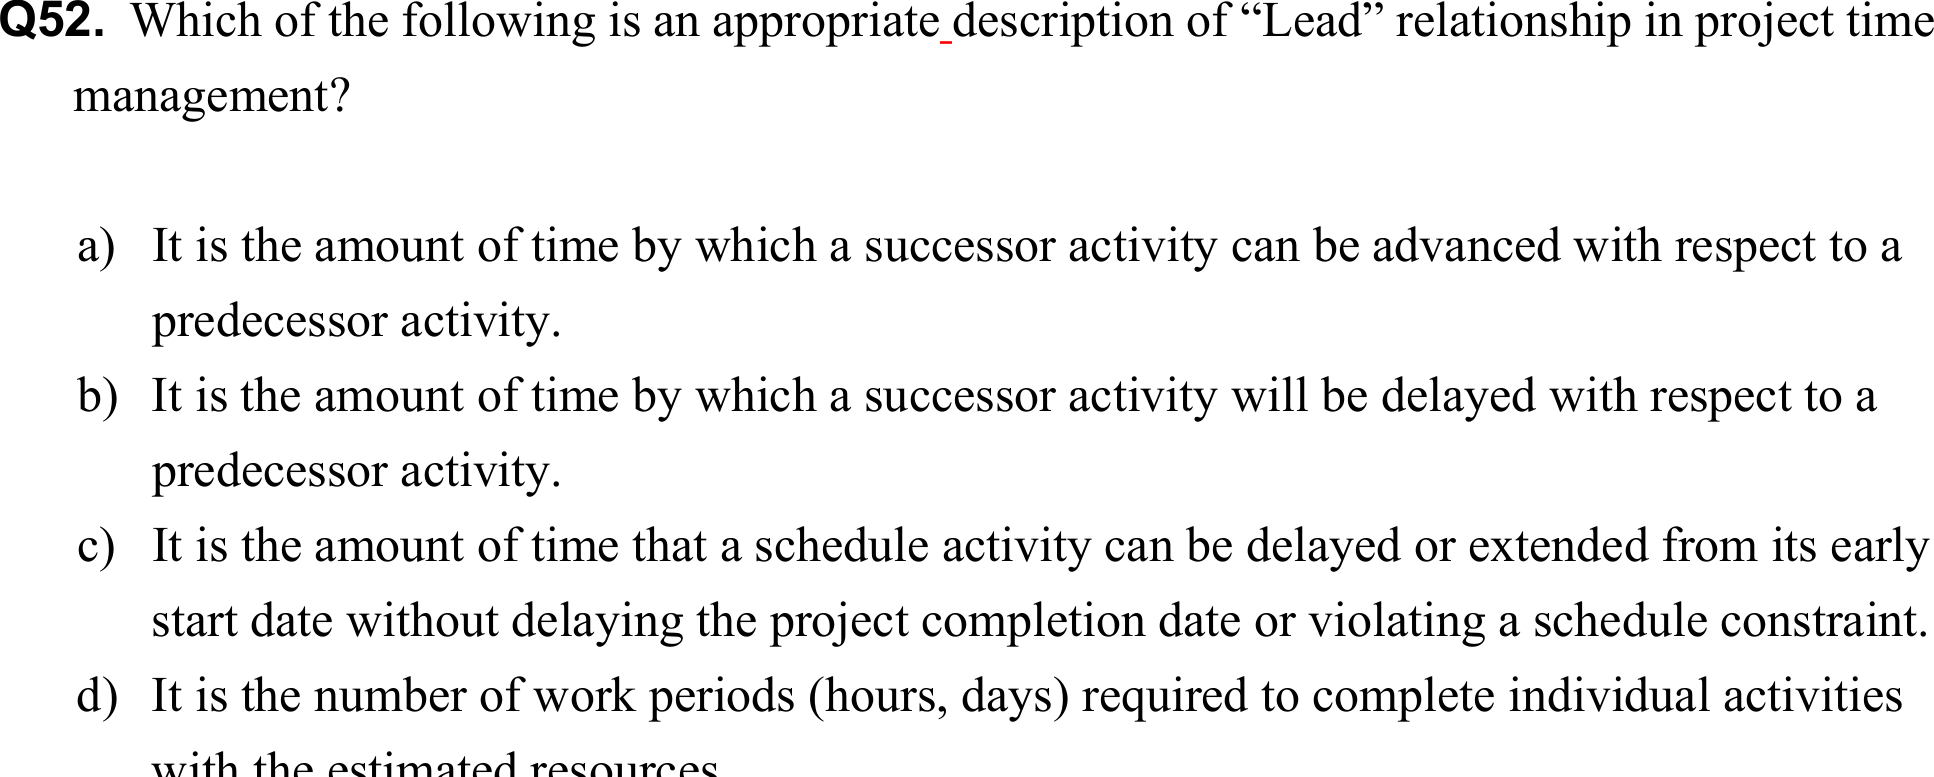 Q52. Which of the following is an appropriate description of “Lead” relationship in project time
management?
a) It is the amount of time by which a successor activity can be advanced with respect to a
predecessor activity.
b) It is the amount of time by which a successor activity will be delayed with respect to a
predecessor activity.
c) It is the amount of time that a schedule activity can be delayed or extended from its early
start date without delaying the project completion date or violating a schedule constraint.
d) It is the number of work periods (hours, days) required to complete individual activities
with the estimated resources